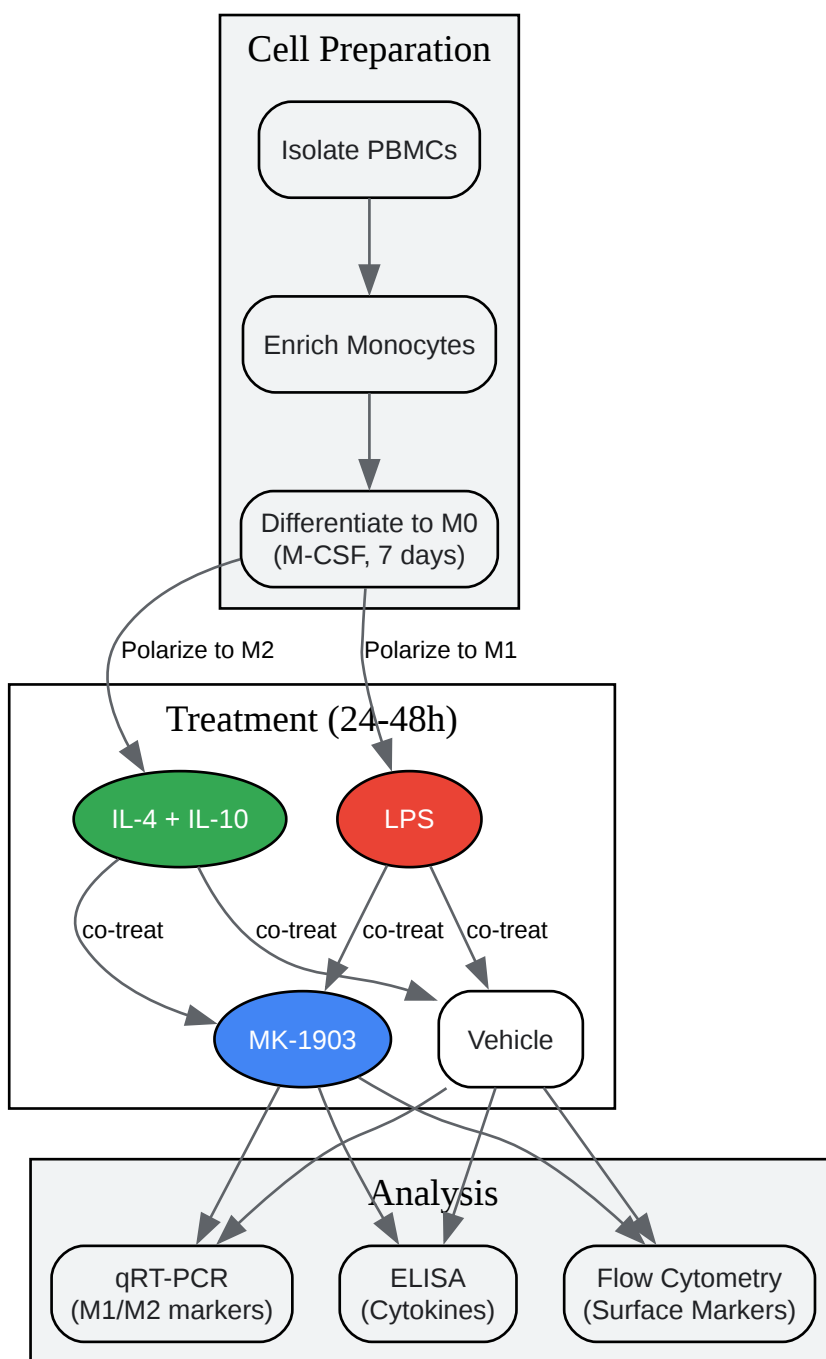 Cell Preparation
Isolate PBMCs
Enrich Monocytes
Differentiate to M0
(M-CSF, 7 days)
Polarize to M2
Polarize to M1
Treatment (24-48h)
IL-4 + IL-10
LPS
co-treat
co-treat
co-treat
co-treat
MK-1903
Vehicle
Analysis
qRT-PCR
(M1/M2 markers)
ELISA
(Cytokines)
Flow Cytometry
(Surface Markers)